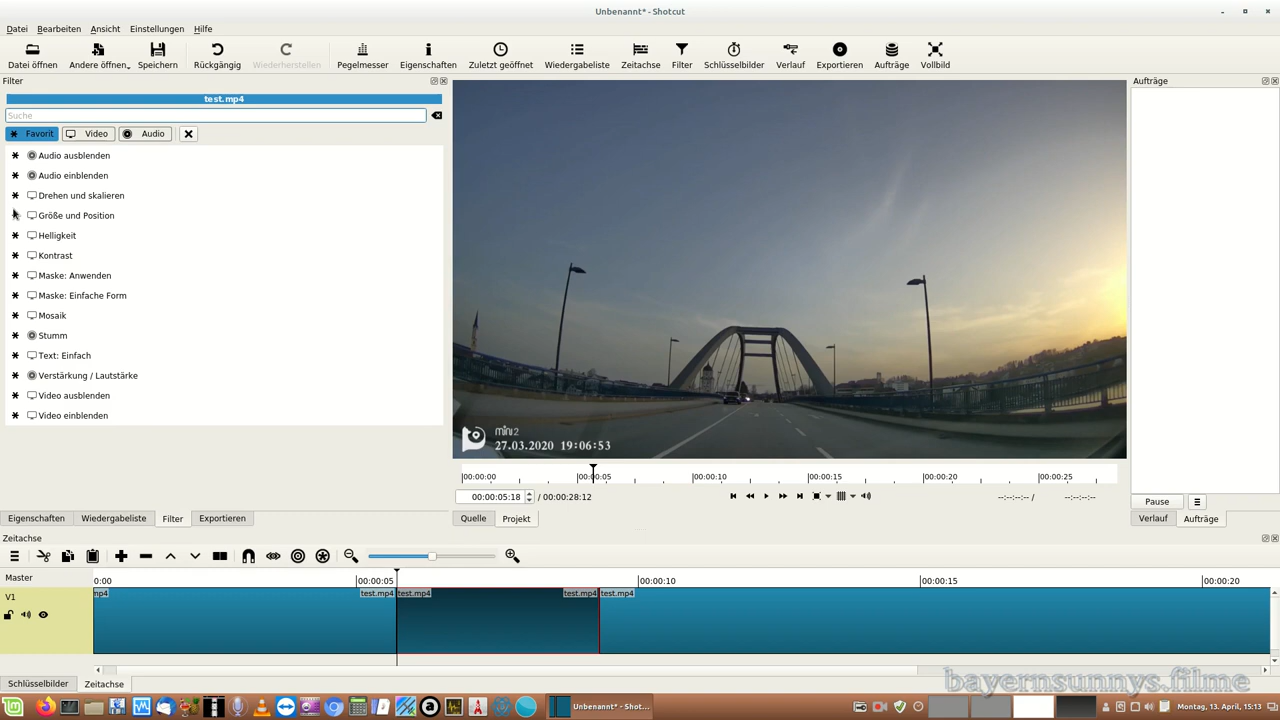 Unbenannt* - Shotcut
Datei Bearbeiten Ansicht Einstellungen Hilfe
Datei öffnen Andere öffnen Speichern Rückgängig Wiederherstellen Pegelmesser Eigenschaften Zuletzt geöffnet Wiedergabeliste Zeitachse Filter Schlüsselbilder Verlauf Exportieren Aufträge Vollbild
Filter
test.mp4
Suche
Favorit Video Audio
Audio ausblenden
Audio einblenden
Drehen und skalieren
Größe und Position
Helligkeit
Kontrast
Maske: Anwenden
Maske: Einfache Form
Mosaik
Stumm
Text: Einfach
Verstärkung / Lautstärke
Video ausblenden
Video einblenden
Eigenschaften Wiedergabeliste Filter Exportieren
mini2
27.03.2020 19:06:53
00:00:00 00:00:05 00:00:10 00:00:15 00:00:20 00:00:25
00:00:05:18 / 00:00:28:12 --:--:--:-- / --:--:--:--
Quelle Projekt
Aufträge
Pause
Verlauf Aufträge
Zeitachse
Master 0:00 00:00:05 00:00:10 00:00:15 00:00:20
V1 mp4 test.mp4 test.mp4 test.mp4 test.mp4
Schlüsselbilder Zeitachse
bayernsunnys.filme
Unbenannt* - Shot... Montag, 13. April, 15:13